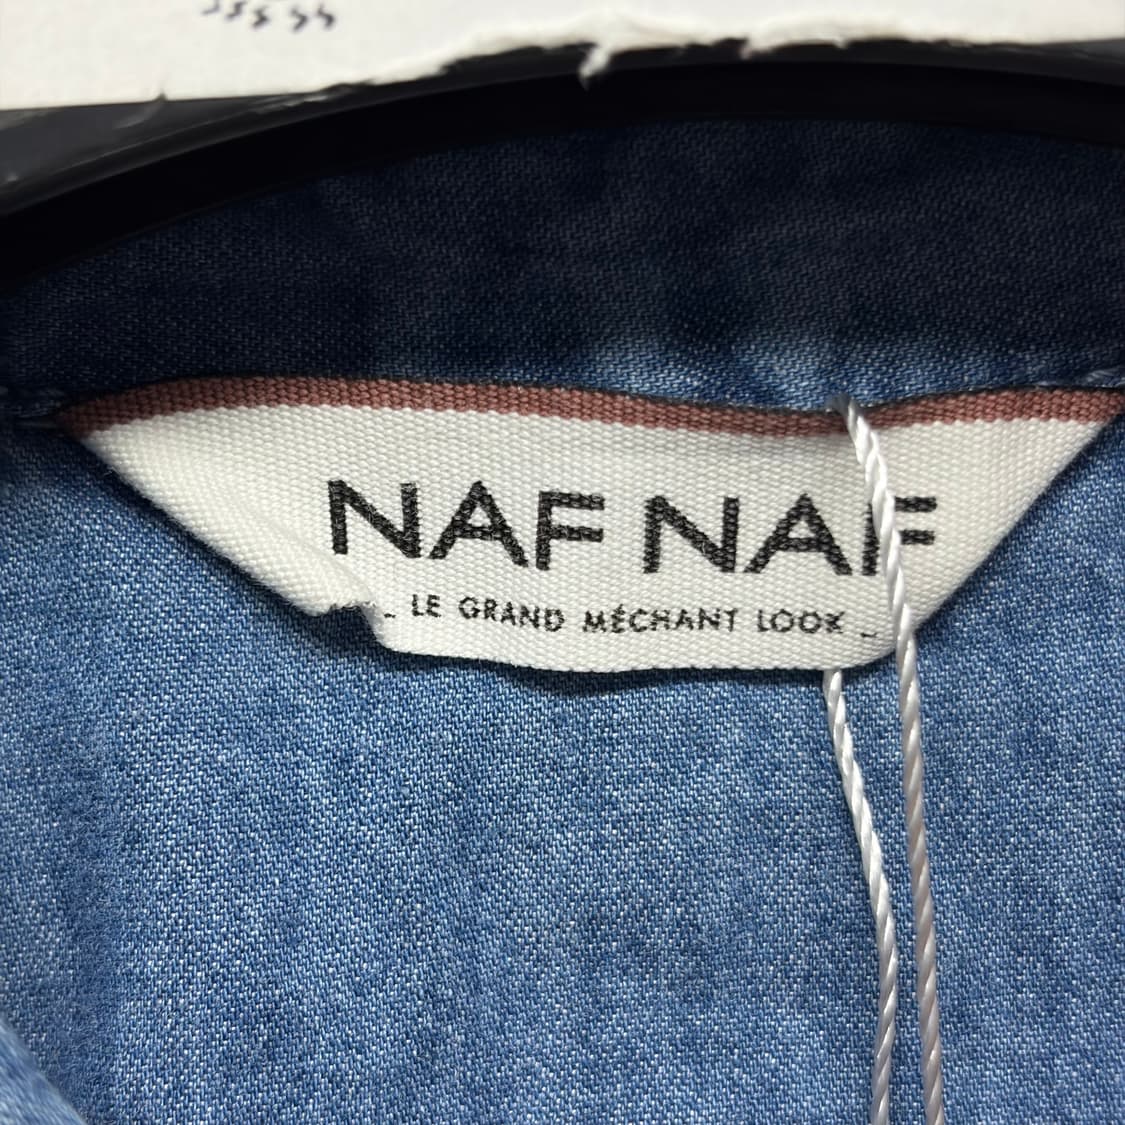 NAF NAF
_ LE GRAND MÉCHANT LOOK _